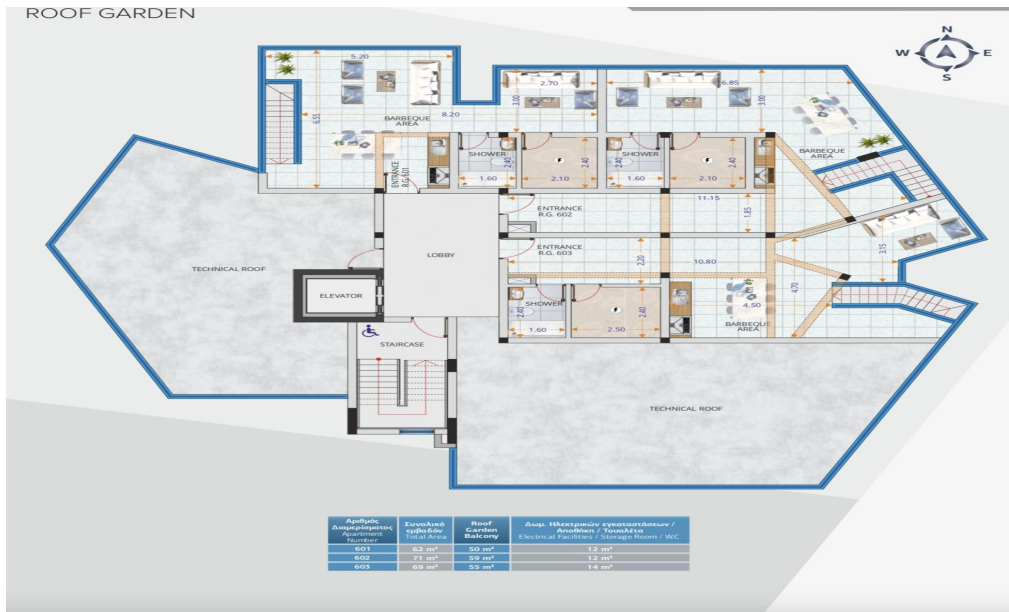 ROOF GARDEN
N
W E
S
5.20
2.70
6.85
3.00
3.00
6.55
8.20
BARBEQUE
AREA
BARBEQUE
AREA
SHOWER
2.40
2.40
SHOWER
2.40
2.40
ENTRANCE
R.G. 601
1.60
2.10
1.60
2.10
11.15
1.85
ENTRANCE
R.G. 602
3.15
ENTRANCE
R.G. 603
LOBBY
2.20
10.80
4.70
TECHNICAL ROOF
ELEVATOR
SHOWER
2.40
2.40
4.50
1.60
2.50
BARBEQUE
AREA
STAIRCASE
TECHNICAL ROOF
Αριθμός Διαμερίσματος Apartment Number
Συνολικό εμβαδόν Total Area
Roof Garden Balcony
Δωμ. Ηλεκτρικών εγκαταστάσεων / Αποθήκη / Τουαλέτα Electrical Facilities / Storage Room / W.C.
601 62 m² 50 m² 12 m²
602 71 m² 59 m² 12 m²
603 69 m² 55 m² 14 m²